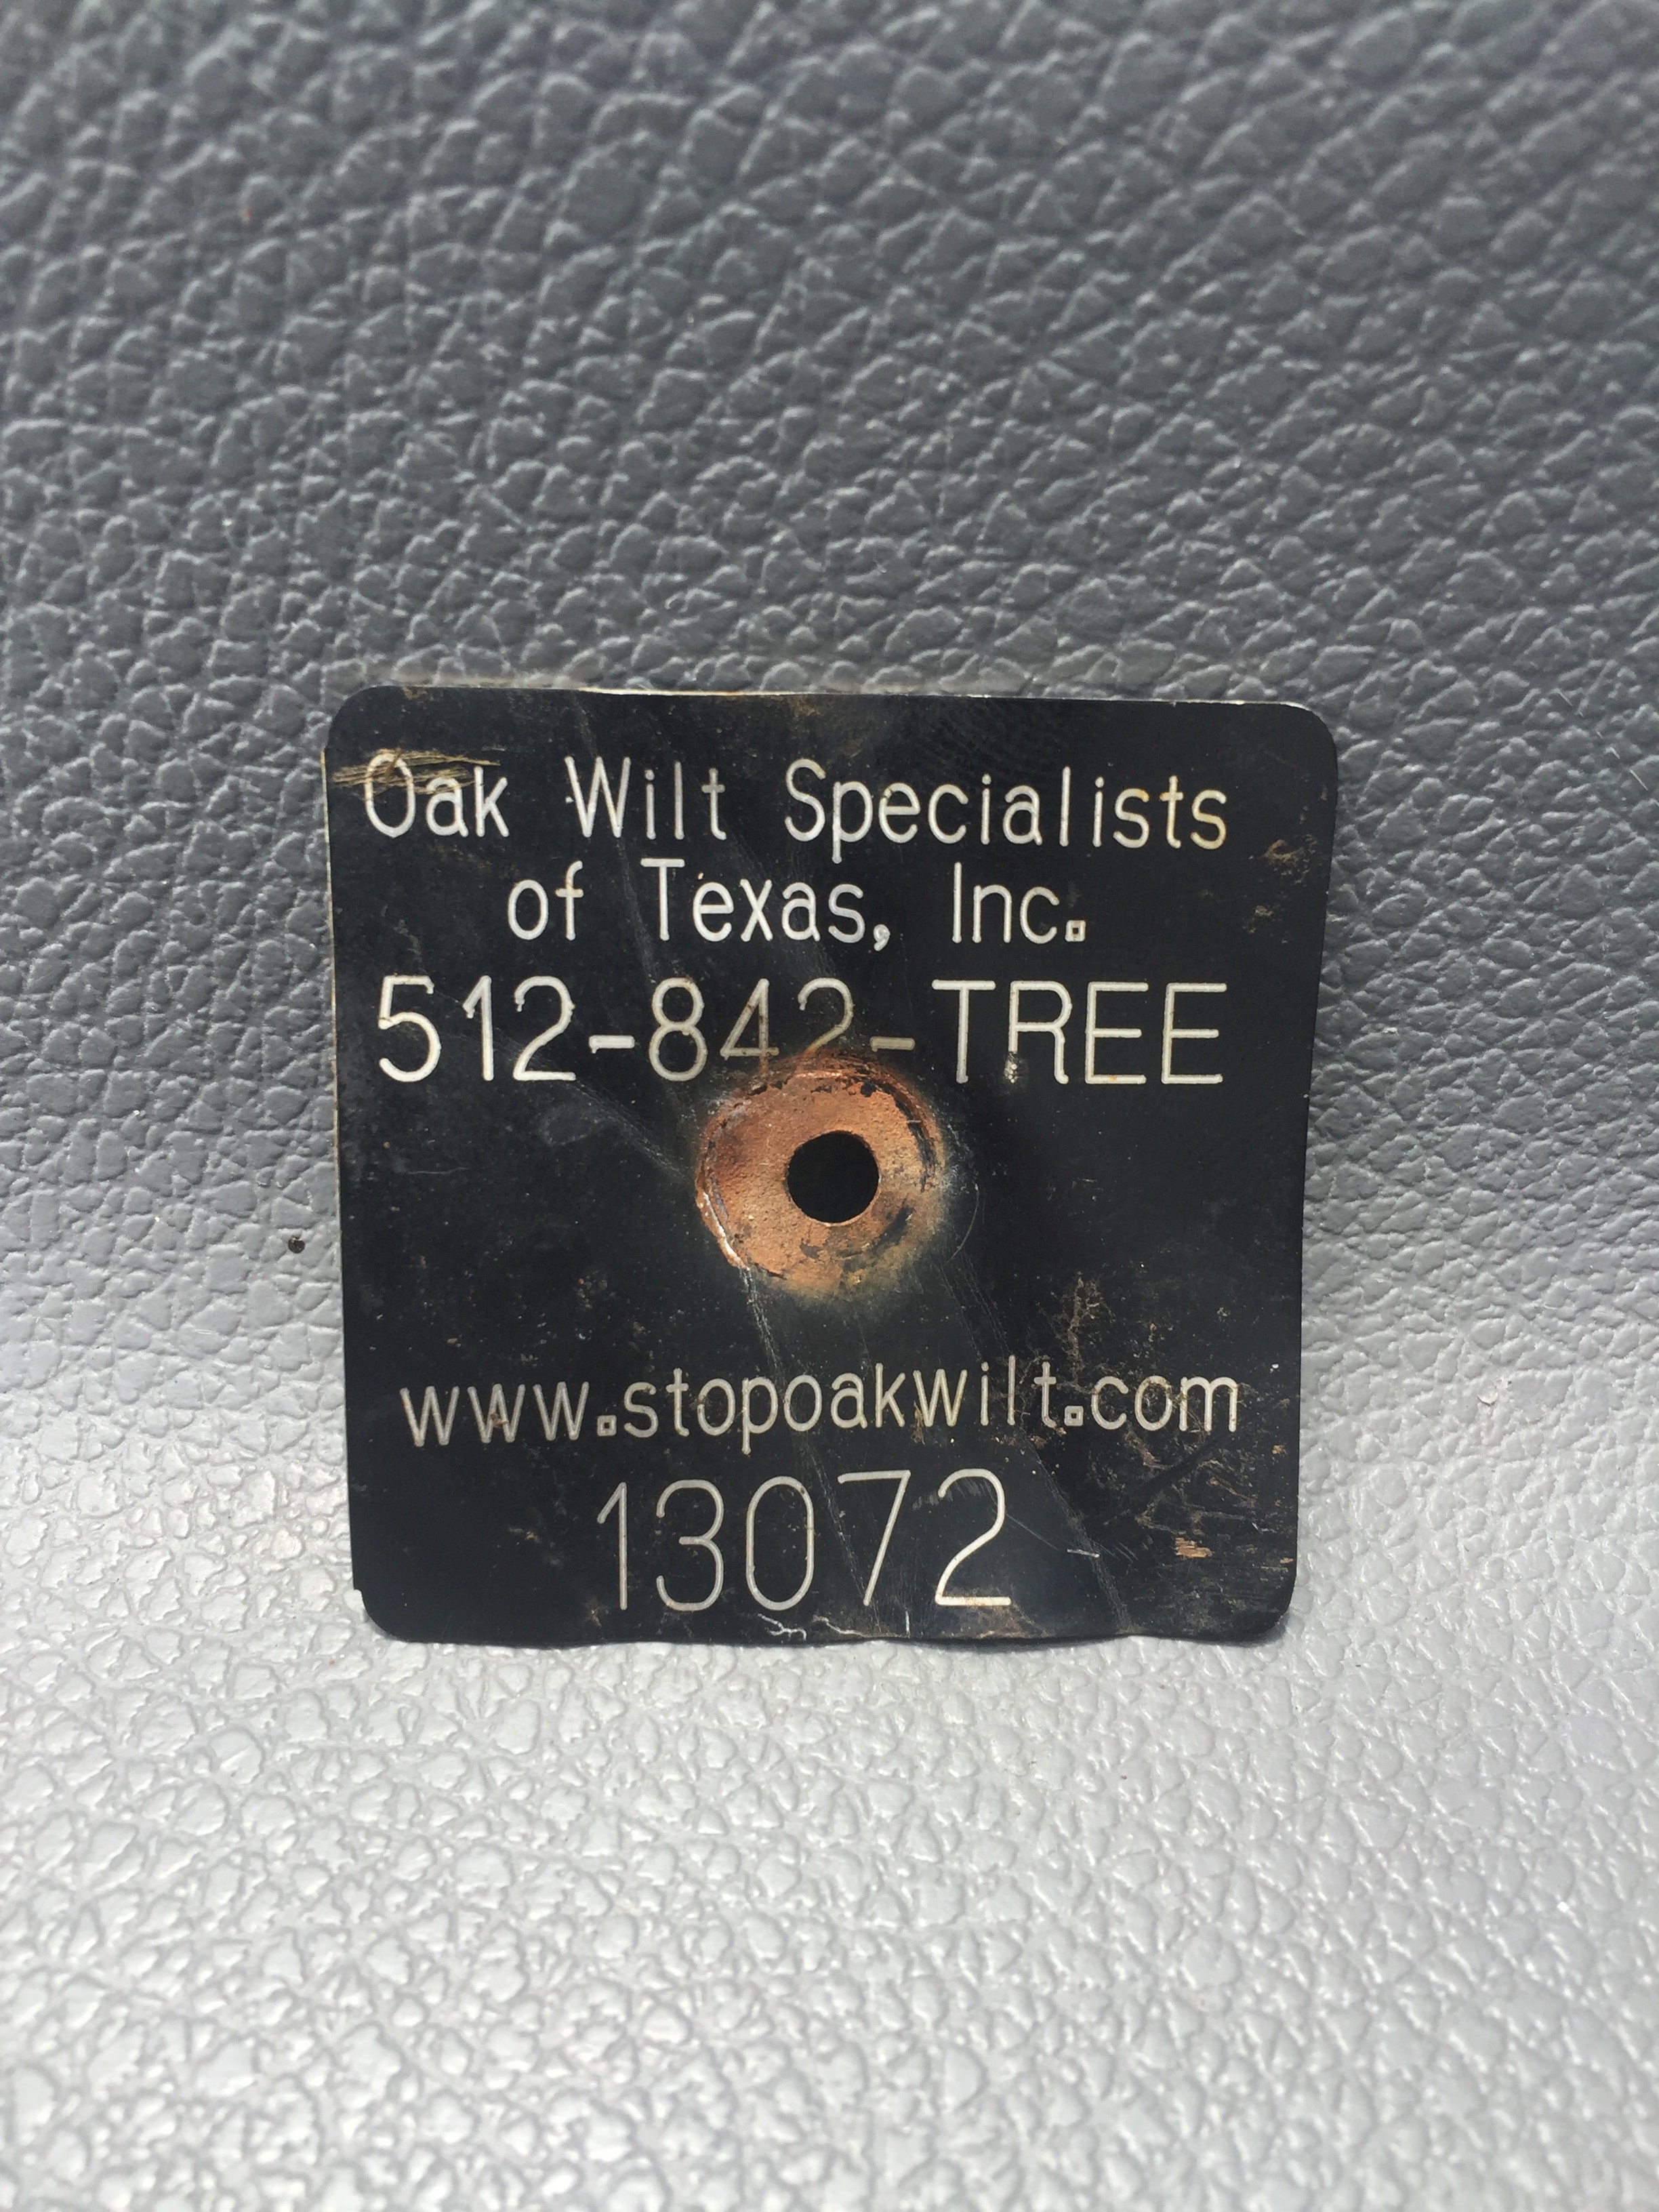 Oak Wilt Specialists
of Texas, Inc.
512-842-TREE
www.stopoakwilt.com
13072